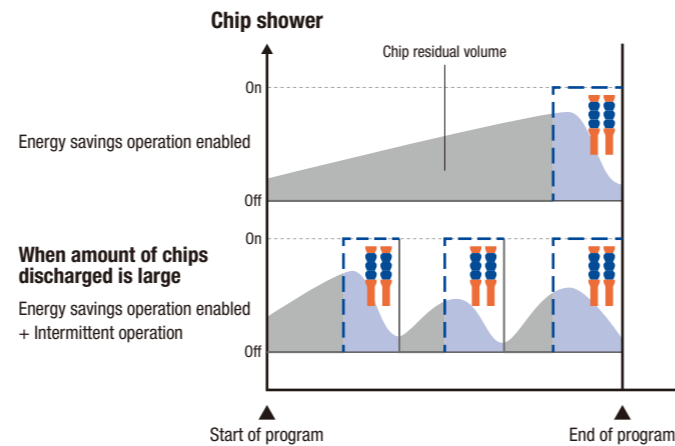 Chip shower
Chip residual volume
On
Energy savings operation enabled
Off
On
When amount of chips
discharged is large
Energy savings operation enabled
+ Intermittent operation
Off
Start of program
End of program